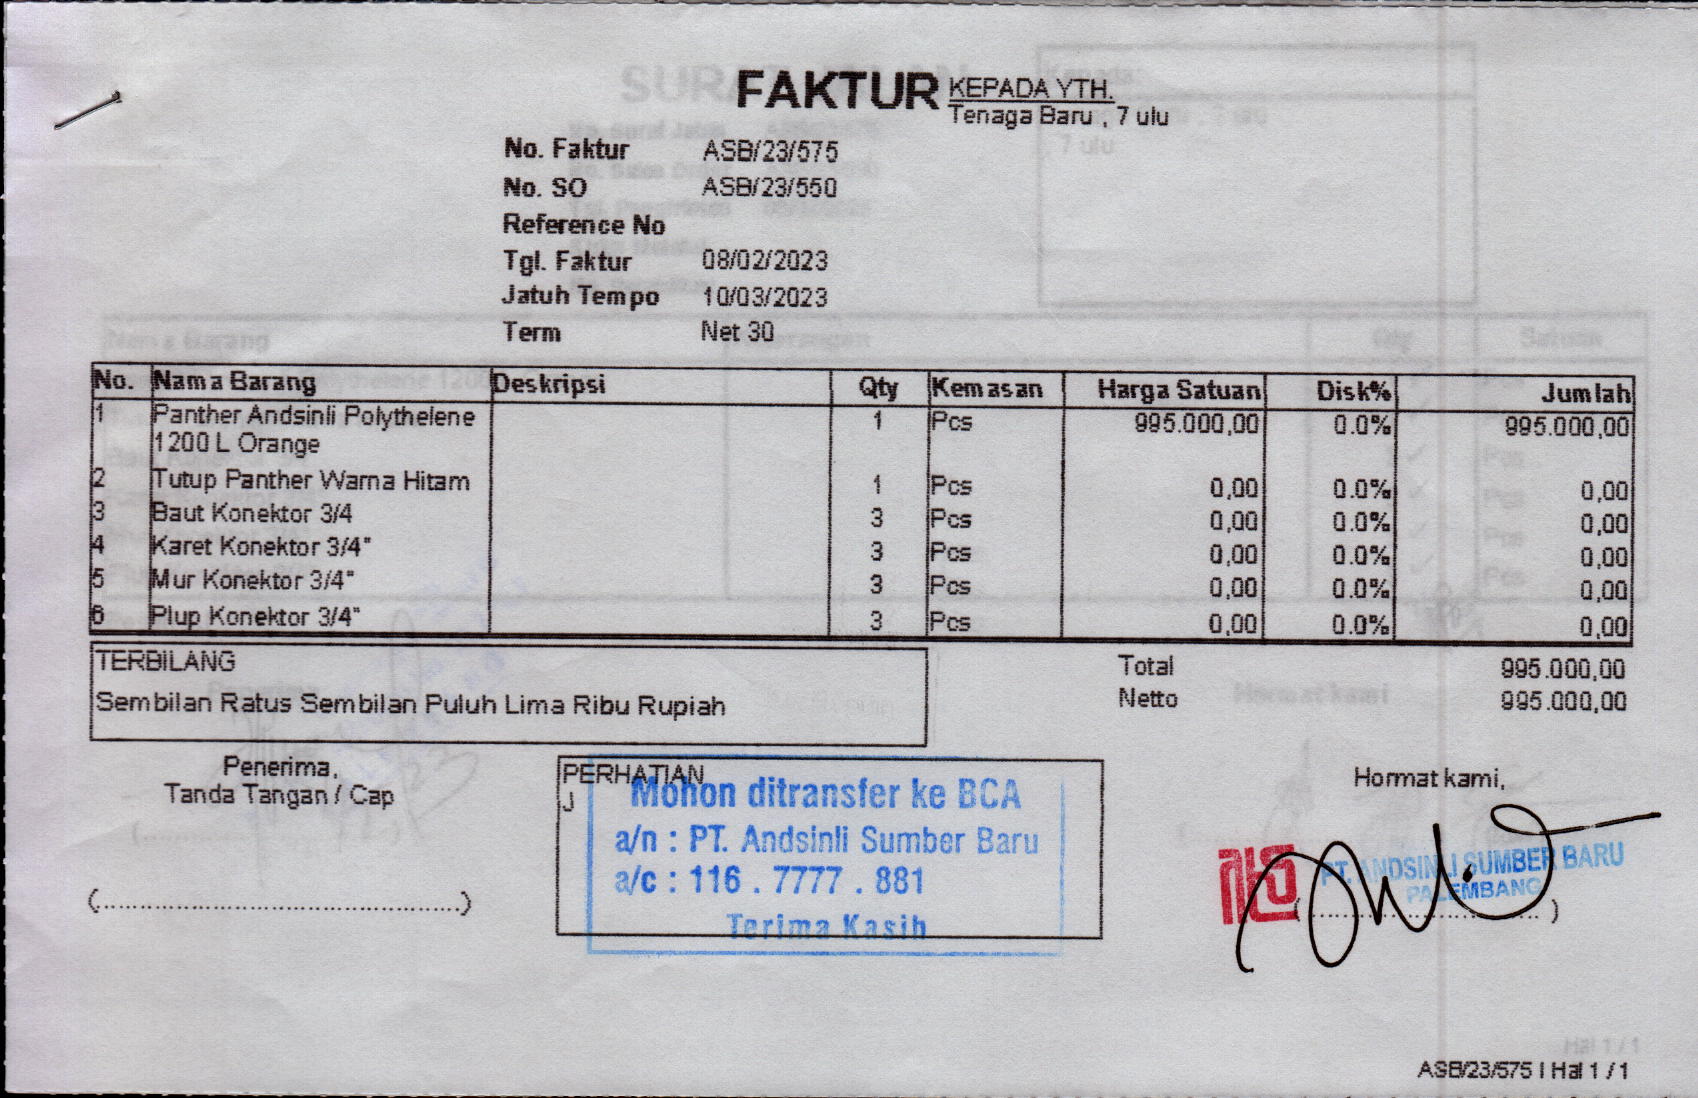 FAKTUR
KEPADA YTH.
Tenaga Baru , 7 ulu
No. Faktur ASB/23/575
No. SO ASB/23/550
Reference No
Tgl. Faktur 08/02/2023
Jatuh Tempo 10/03/2023
Term Net 30
No. Nama Barang Deskripsi Qty Kemasan Harga Satuan Disk% Jumlah
1 Panther Andsinli Polythelene 1 Pcs 995.000,00 0.0% 995.000,00
1200 L Orange
2 Tutup Panther Warna Hitam 1 Pcs 0,00 0.0% 0,00
3 Baut Konektor 3/4 3 Pcs 0,00 0.0% 0,00
4 Karet Konektor 3/4" 3 Pcs 0,00 0.0% 0,00
5 Mur Konektor 3/4" 3 Pcs 0,00 0.0% 0,00
6 Plup Konektor 3/4" 3 Pcs 0,00 0.0% 0,00
TERBILANG
Sembilan Ratus Sembilan Puluh Lima Ribu Rupiah
Total 995.000,00
Netto 995.000,00
Penerima,
Tanda Tangan / Cap
(..............................................)
PERHATIAN
J
Mohon ditransfer ke BCA
a/n : PT. Andsinli Sumber Baru
a/c : 116 . 7777 . 881
Terima Kasih
Hormat kami,
PT. ANDSINLI SUMBER BARU
PALEMBANG
(..............................)
ASB/23/575 | Hal 1 / 1